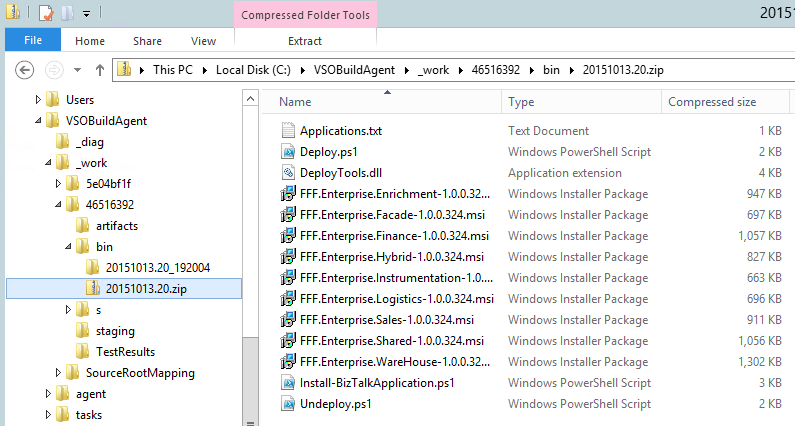 Compressed Folder Tools
20151
File Home Share View Extract
This PC Local Disk (C:) VSOBuildAgent _work 46516392 bin 20151013.20.zip
Users
VSOBuildAgent
_diag
_work
5e04bf1f
46516392
artifacts
bin
20151013.20_192004
20151013.20.zip
s
staging
TestResults
SourceRootMapping
agent
tasks
Name Type Compressed size
Applications.txt Text Document 1 KB
Deploy.ps1 Windows PowerShell Script 2 KB
DeployTools.dll Application extension 4 KB
FFF.Enterprise.Enrichment-1.0.0.32... Windows Installer Package 947 KB
FFF.Enterprise.Facade-1.0.0.324.msi Windows Installer Package 697 KB
FFF.Enterprise.Finance-1.0.0.324.msi Windows Installer Package 1,057 KB
FFF.Enterprise.Hybrid-1.0.0.324.msi Windows Installer Package 827 KB
FFF.Enterprise.Instrumentation-1.0.... Windows Installer Package 663 KB
FFF.Enterprise.Logistics-1.0.0.324.msi Windows Installer Package 696 KB
FFF.Enterprise.Sales-1.0.0.324.msi Windows Installer Package 911 KB
FFF.Enterprise.Shared-1.0.0.324.msi Windows Installer Package 1,056 KB
FFF.Enterprise.WareHouse-1.0.0.32... Windows Installer Package 1,302 KB
Install-BizTalkApplication.ps1 Windows PowerShell Script 3 KB
Undeploy.ps1 Windows PowerShell Script 2 KB